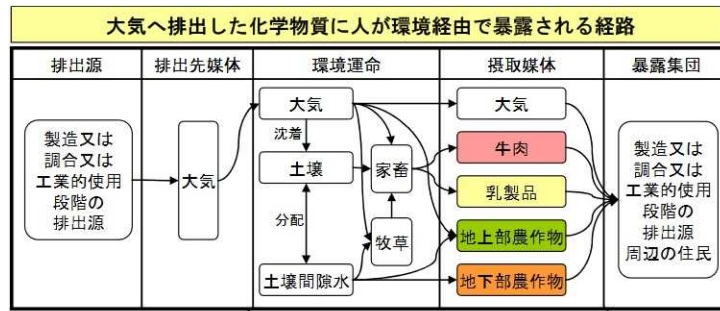 大気へ排出した化学物質に人が環境経由で暴露される経路
排出源
排出先媒体
環境運命
摂取媒体
暴露集団
製造又は
調合又は
工業的使用
段階の
排出源
大気
大気
沈着
土壌
分配
土壌間隙水
家畜
牧草
大気
牛肉
乳製品
地上部農作物
地下部農作物
製造又は
調合又は
工業的使用
段階の
排出源
周辺の住民